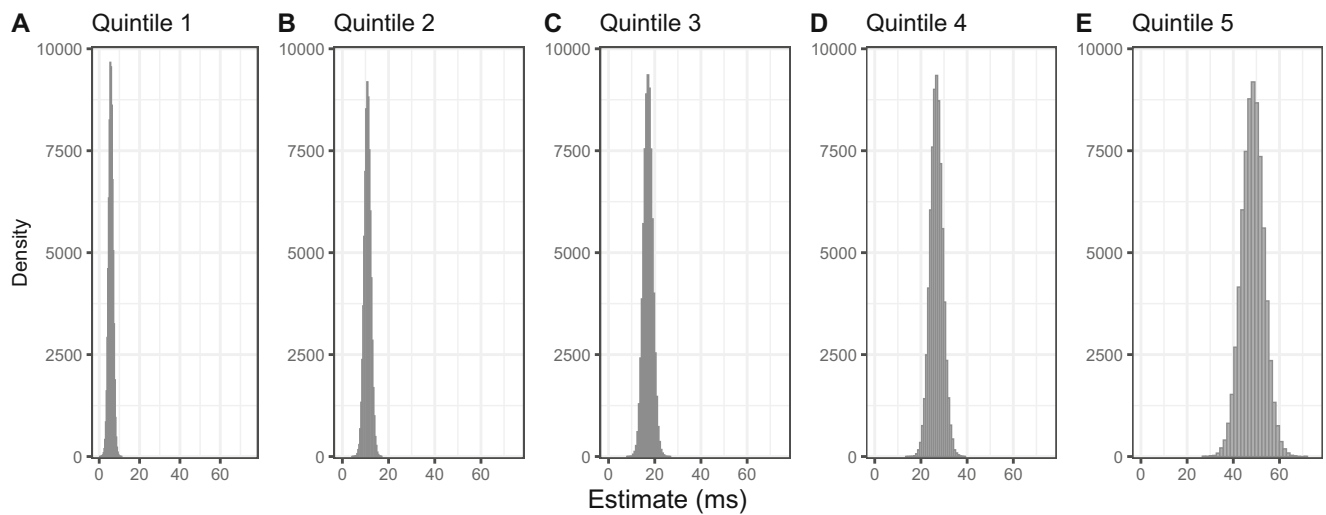 A Quintile 1 B Quintile 2 C Quintile 3 D Quintile 4 E Quintile 5
10000 10000 10000 10000 10000
7500 7500 7500 7500 7500
Density
5000 5000 5000 5000 5000
2500 2500 2500 2500 2500
0 0 0 0 0
0 20 40 60 0 20 40 60 0 20 40 60 0 20 40 60 0 20 40 60
Estimate (ms)